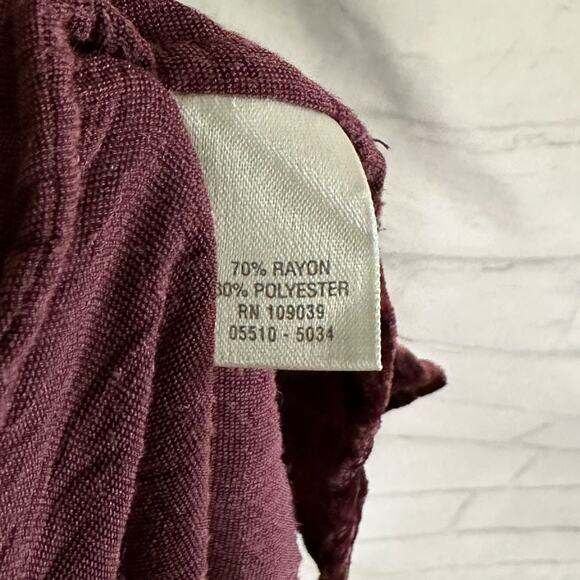 70% RAYON
30% POLYESTER
RN 109039
05510 - 5034